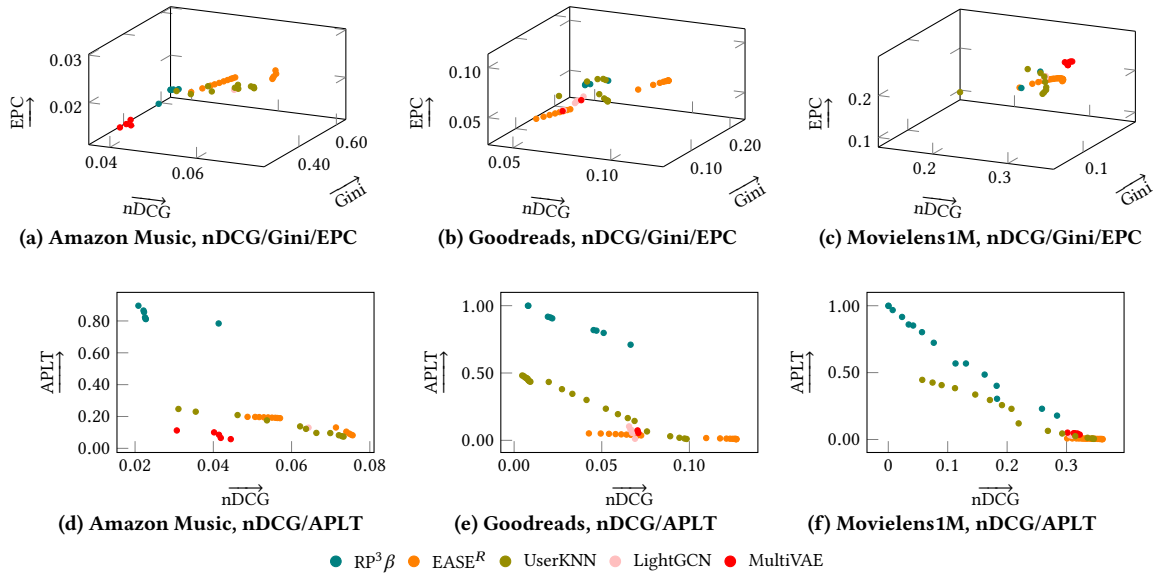 0.03
0.02
EPC
0.04
0.06
0.40
0.60
nDCG
Gini
(a) Amazon Music, nDCG/Gini/EPC
0.10
0.05
EPC
0.05
0.10
0.10
0.20
nDCG
Gini
(b) Goodreads, nDCG/Gini/EPC
0.2
0.1
EPC
0.2
0.3
0.1
nDCG
Gini
(c) Movielens1M, nDCG/Gini/EPC
0.80
0.60
0.40
0.20
0.00
APLT
0.02 0.04 0.06 0.08
nDCG
(d) Amazon Music, nDCG/APLT
1.00
0.50
0.00
APLT
0.00 0.05 0.10
nDCG
(e) Goodreads, nDCG/APLT
1.00
0.50
0.00
APLT
0 0.1 0.2 0.3
nDCG
(f) Movielens1M, nDCG/APLT
RP³β EASEᴿ UserKNN LightGCN MultiVAE